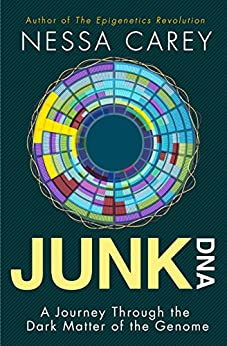 Author of The Epigenetics Revolution
NESSA CAREY
JUNK DNA
A Journey Through the
Dark Matter of the Genome